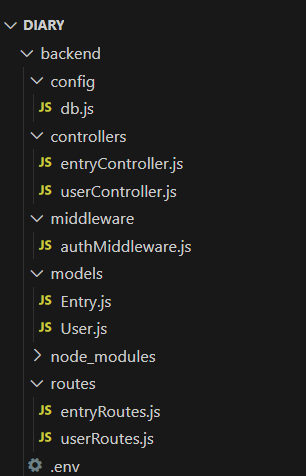 DIARY
backend
config
JS db.js
controllers
JS entryController.js
JS userController.js
middleware
JS authMiddleware.js
models
JS Entry.js
JS User.js
node_modules
routes
JS entryRoutes.js
JS userRoutes.js
.env